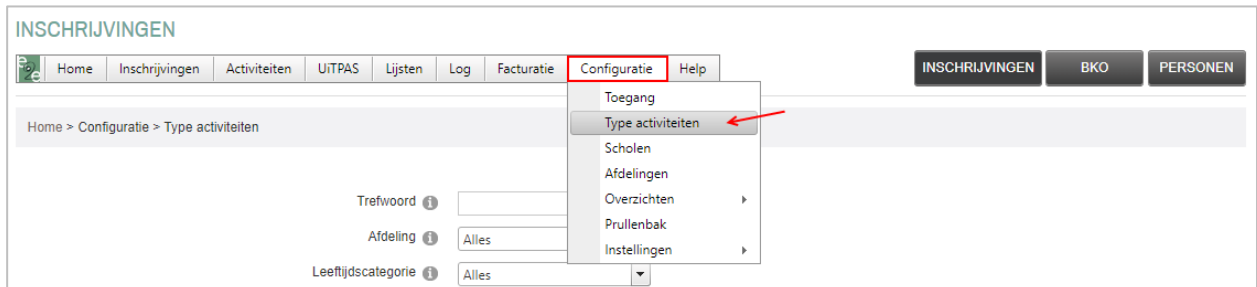 INSCHRIJVINGEN
e2e Home Inschrijvingen Activiteiten UiTPAS Lijsten Log Facturatie Configuratie Help INSCHRIJVINGEN BKO PERSONEN
Toegang
Home > Configuratie > Type activiteiten Type activiteiten
Scholen
Afdelingen
Trefwoord Overzichten
Prullenbak
Afdeling Alles
Instellingen
Leeftijdscategorie Alles